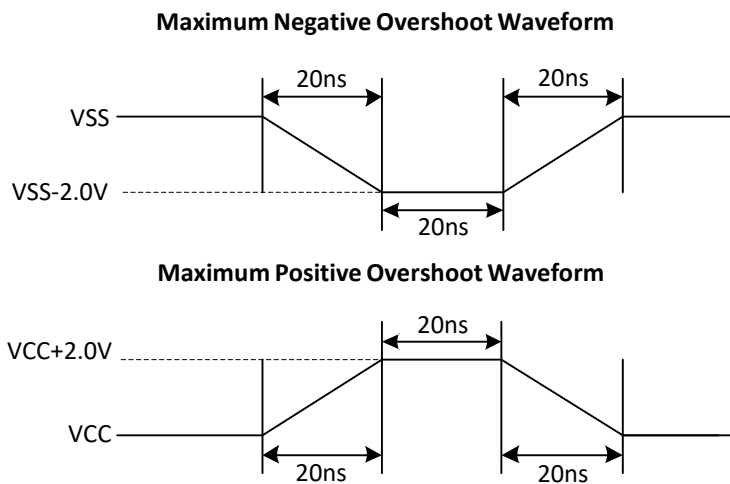 Maximum Negative Overshoot Waveform
20ns
20ns
VSS
VSS-2.0V
20ns
Maximum Positive Overshoot Waveform
20ns
VCC+2.0V
VCC
20ns
20ns